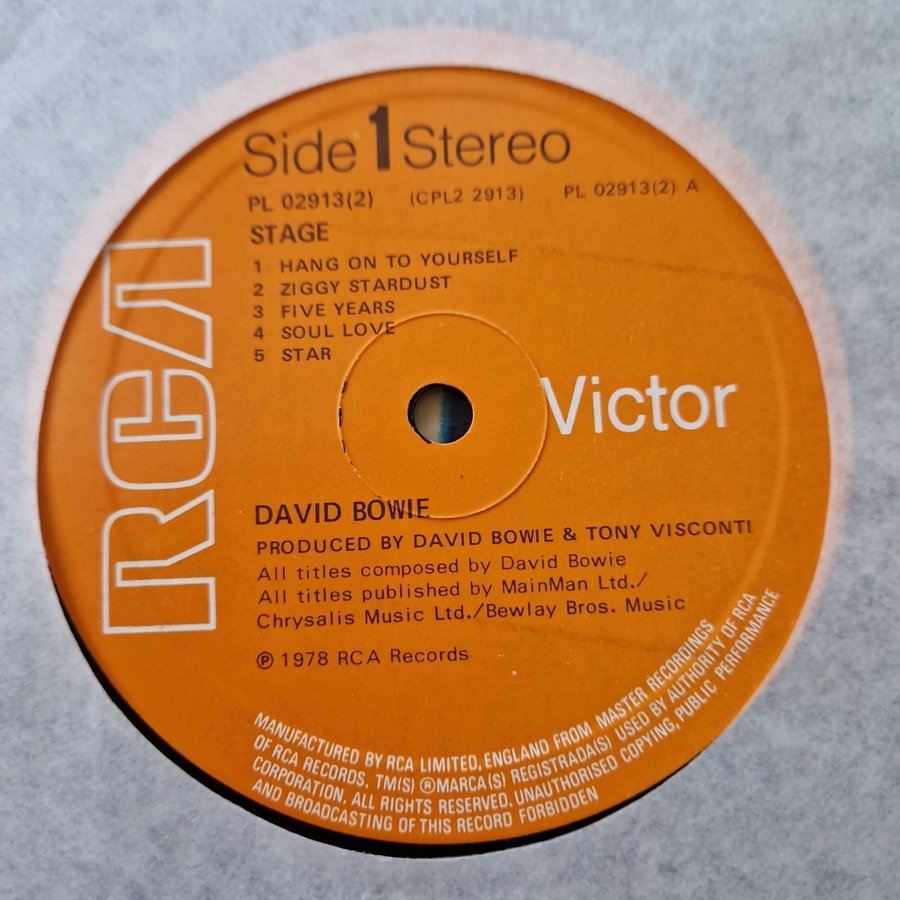 Side 1 Stereo
PL 02913(2) (CPL2 2913) PL 02913(2) A
STAGE
1 HANG ON TO YOURSELF
2 ZIGGY STARDUST
3 FIVE YEARS
4 SOUL LOVE
5 STAR
RCA
Victor
DAVID BOWIE
PRODUCED BY DAVID BOWIE & TONY VISCONTI
All titles composed by David Bowie
All titles published by MainMan Ltd./
Chrysalis Music Ltd./Bewlay Bros. Music
℗ 1978 RCA Records
MANUFACTURED BY RCA LIMITED, ENGLAND FROM MASTER RECORDINGS
OF RCA RECORDS. TM(S) ®MARCA(S) REGISTRADA(S) USED BY AUTHORITY OF RCA
CORPORATION. ALL RIGHTS RESERVED. UNAUTHORISED COPYING, PUBLIC PERFORMANCE
AND BROADCASTING OF THIS RECORD FORBIDDEN